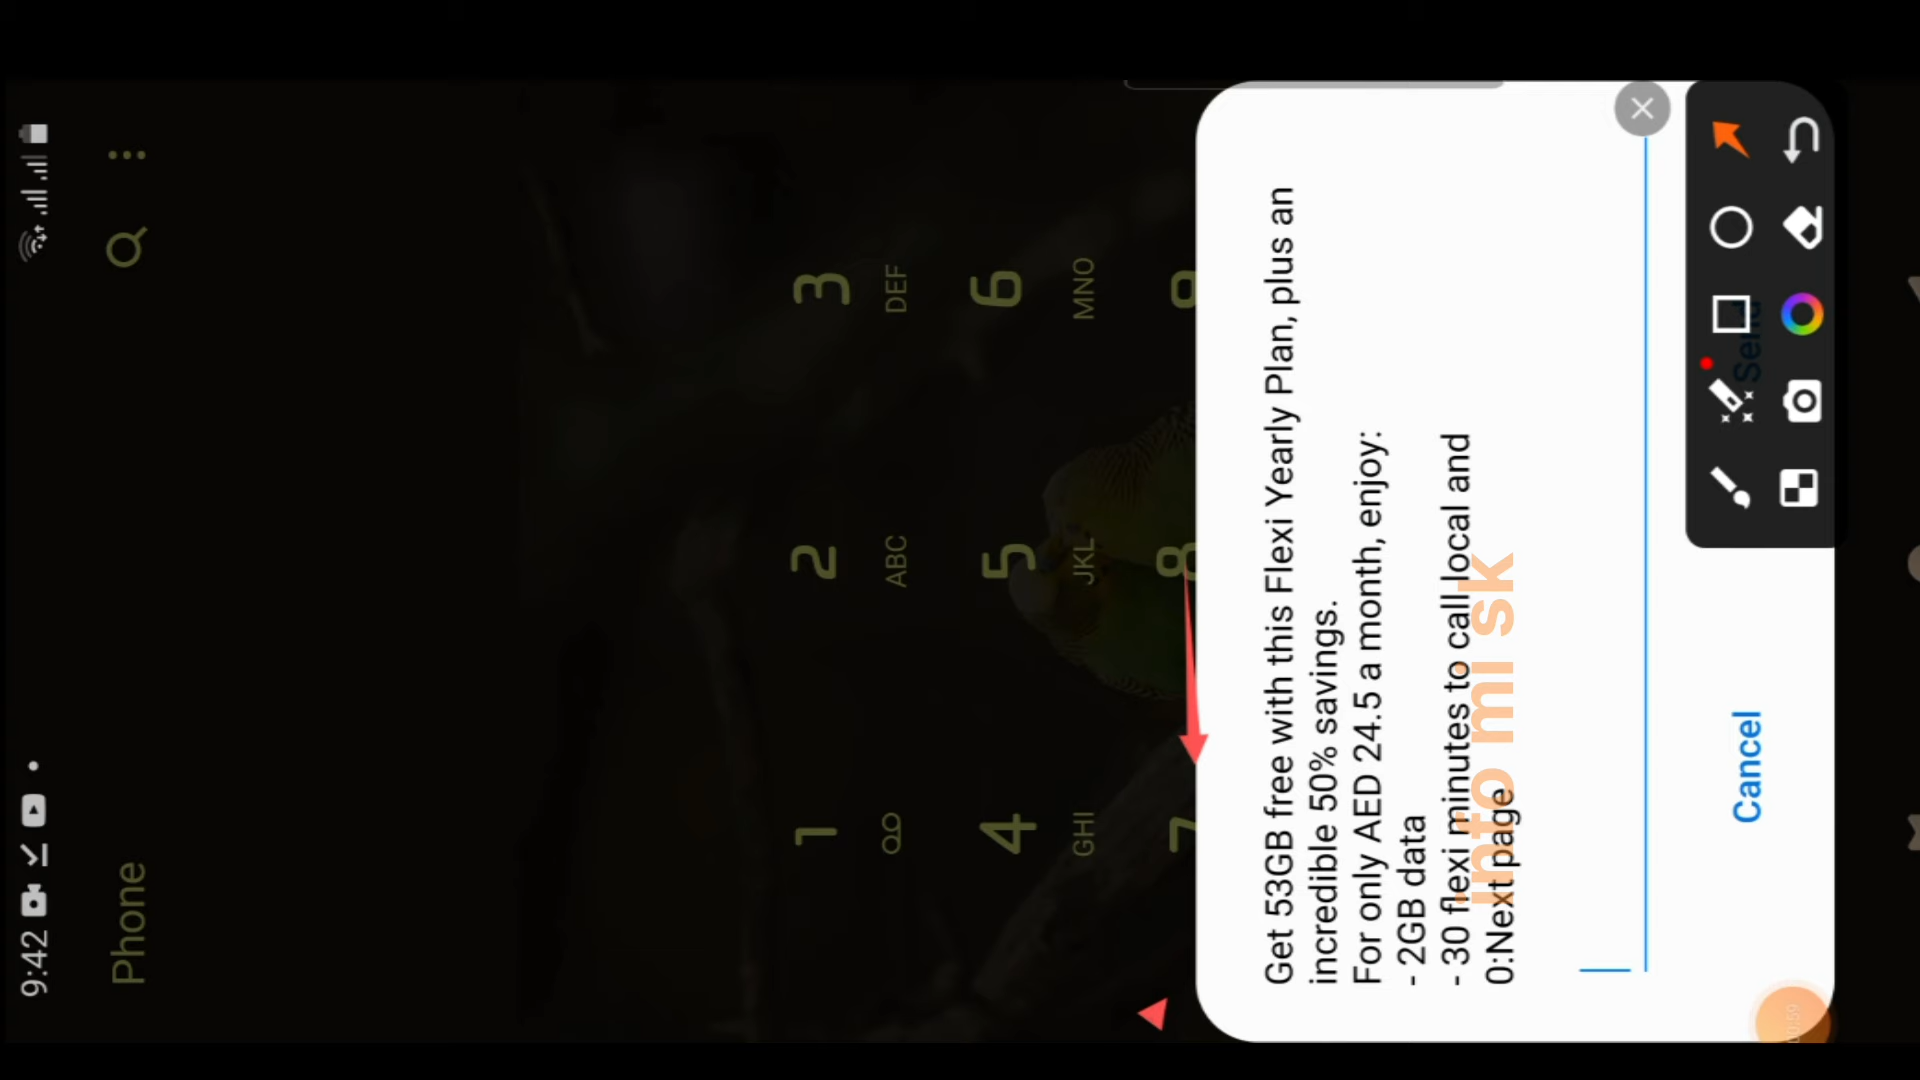 9:42
Phone
1
2
ABC
3
DEF
4
GHI
5
JKL
6
MNO
7
8
Get 53GB free with this Flexi Yearly Plan, plus an
incredible 50% savings.
For only AED 24.5 a month, enjoy:
- 2GB data
- 30 flexi minutes to call local and
0:Next page
into mi sk
Cancel
Send